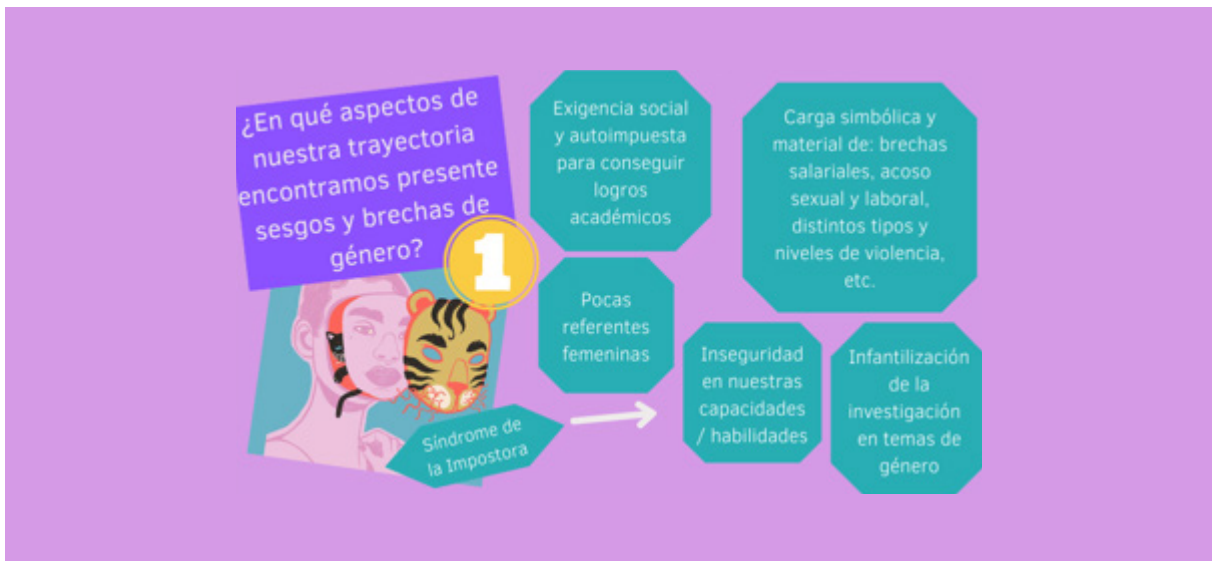 ¿En qué aspectos de
nuestra trayectoria
encontramos presente
sesgos y brechas de
género?
1
Exigencia social
y autoimpuesta
para conseguir
logros
académicos
Carga simbólica y
material de: brechas
salariales, acoso
sexual y laboral,
distintos tipos y
niveles de violencia,
etc.
Pocas
referentes
femeninas
Síndrome de
la Impostora
Inseguridad
en nuestras
capacidades
/ habilidades
Infantilización
de la
investigación
en temas de
género